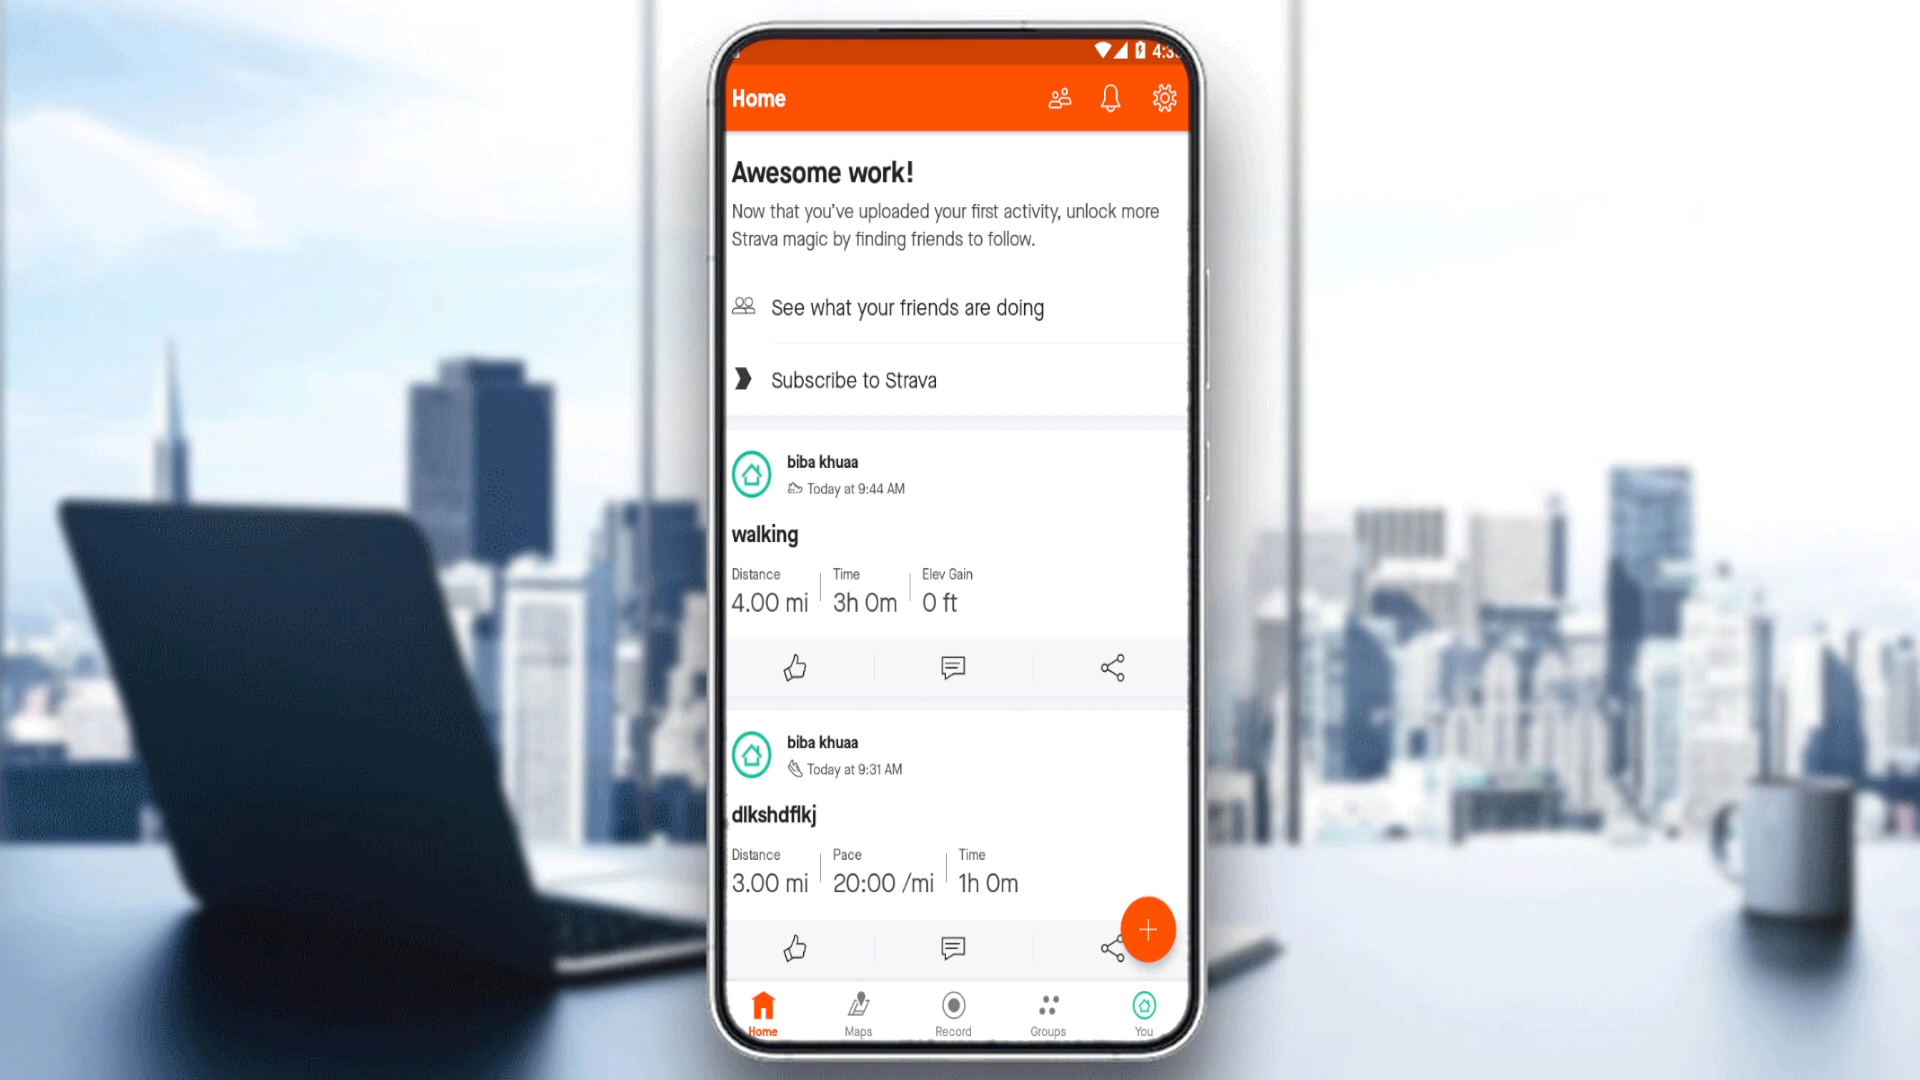 4:3
Home
Awesome work!
Now that you've uploaded your first activity, unlock more
Strava magic by finding friends to follow.
See what your friends are doing
Subscribe to Strava
biba khuaa
Today at 9:44 AM
walking
Distance Time Elev Gain
4.00 mi 3h 0m 0 ft
biba khuaa
Today at 9:31 AM
dlkshdflkj
Distance Pace Time
3.00 mi 20:00 /mi 1h 0m
Home Maps Record Groups You